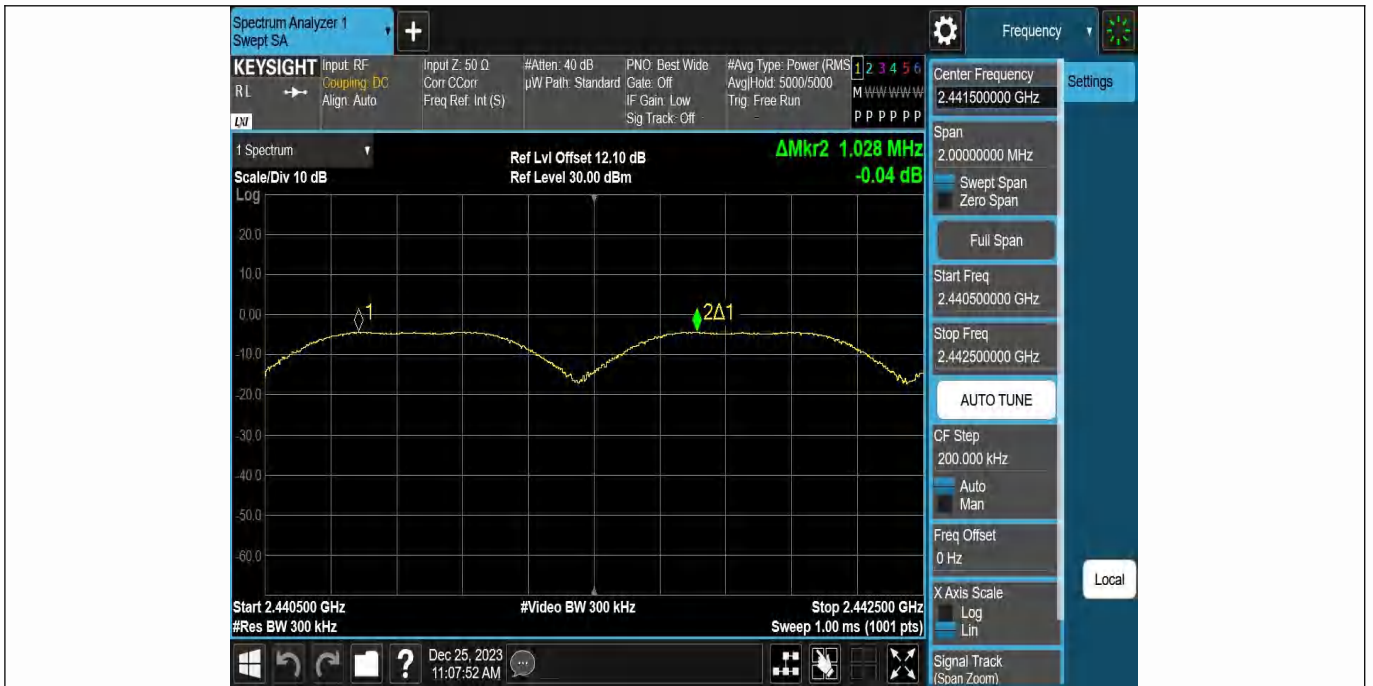 Spectrum Analyzer 1
Swept SA
+
Frequency
KEYSIGHT
RL
LXI
Input: RF
Coupling: DC
Align: Auto
Input Z: 50 Ω
Corr CCorr
Freq Ref: Int (S)
#Atten: 40 dB
µW Path: Standard
PNO: Best Wide
Gate: Off
IF Gain: Low
Sig Track: Off
#Avg Type: Power (RMS
Avg|Hold: 5000/5000
Trig: Free Run
1 2 3 4 5 6
M W W W W W
P P P P P P
1 Spectrum
Scale/Div 10 dB
Log
Ref Lvl Offset 12.10 dB
Ref Level 30.00 dBm
ΔMkr2 1.028 MHz
-0.04 dB
20.0
10.0
0.00
-10.0
-20.0
-30.0
-40.0
-50.0
-60.0
1
2Δ1
Start 2.440500 GHz
#Res BW 300 kHz
#Video BW 300 kHz
Stop 2.442500 GHz
Sweep 1.00 ms (1001 pts)
Center Frequency
2.441500000 GHz
Settings
Span
2.00000000 MHz
Swept Span
Zero Span
Full Span
Start Freq
2.440500000 GHz
Stop Freq
2.442500000 GHz
AUTO TUNE
CF Step
200.000 kHz
Auto
Man
Freq Offset
0 Hz
X Axis Scale
Log
Lin
Local
Signal Track
(Span Zoom)
?
Dec 25, 2023
11:07:52 AM